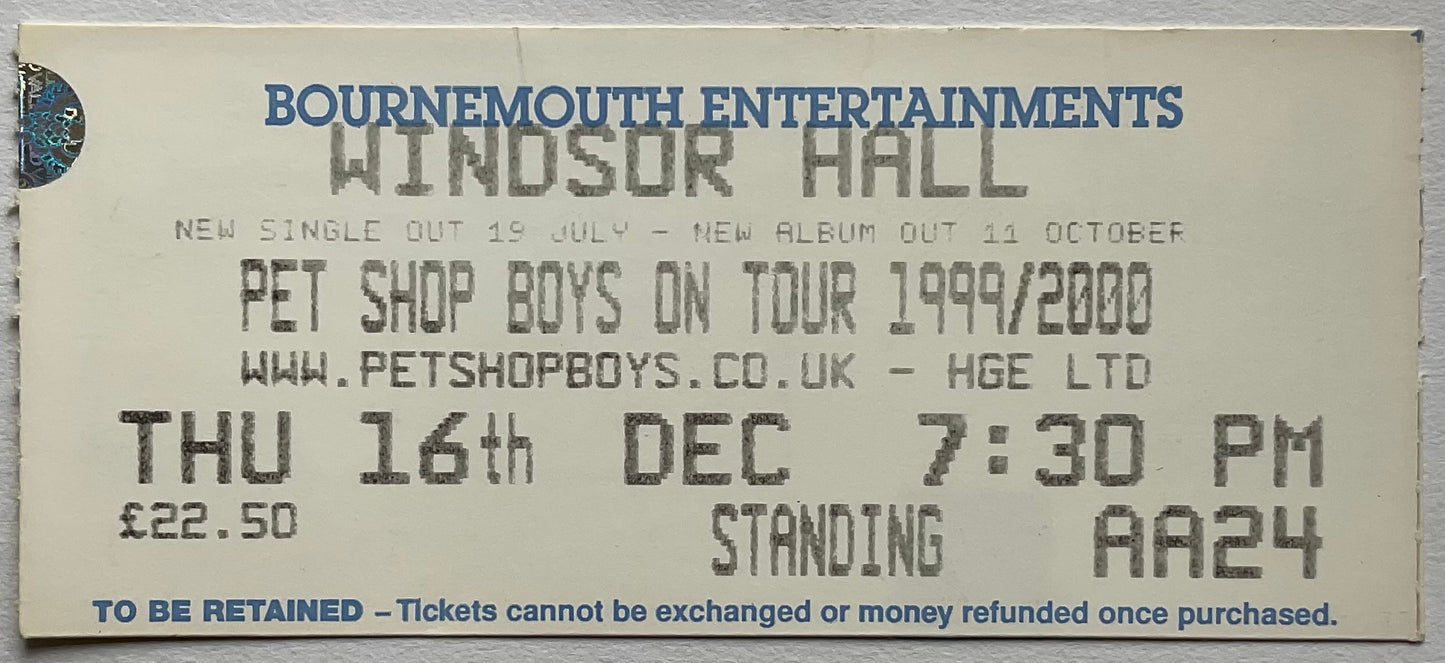 BOURNEMOUTH ENTERTAINMENTS
WINDSOR HALL
NEW SINGLE OUT 19 JULY - NEW ALBUM OUT 11 OCTOBER
PET SHOP BOYS ON TOUR 1999/2000
WWW.PETSHOPBOYS.CO.UK - HGE LTD
THU 16th DEC 7:30 PM
£22.50 STANDING AA24
TO BE RETAINED – Tickets cannot be exchanged or money refunded once purchased.